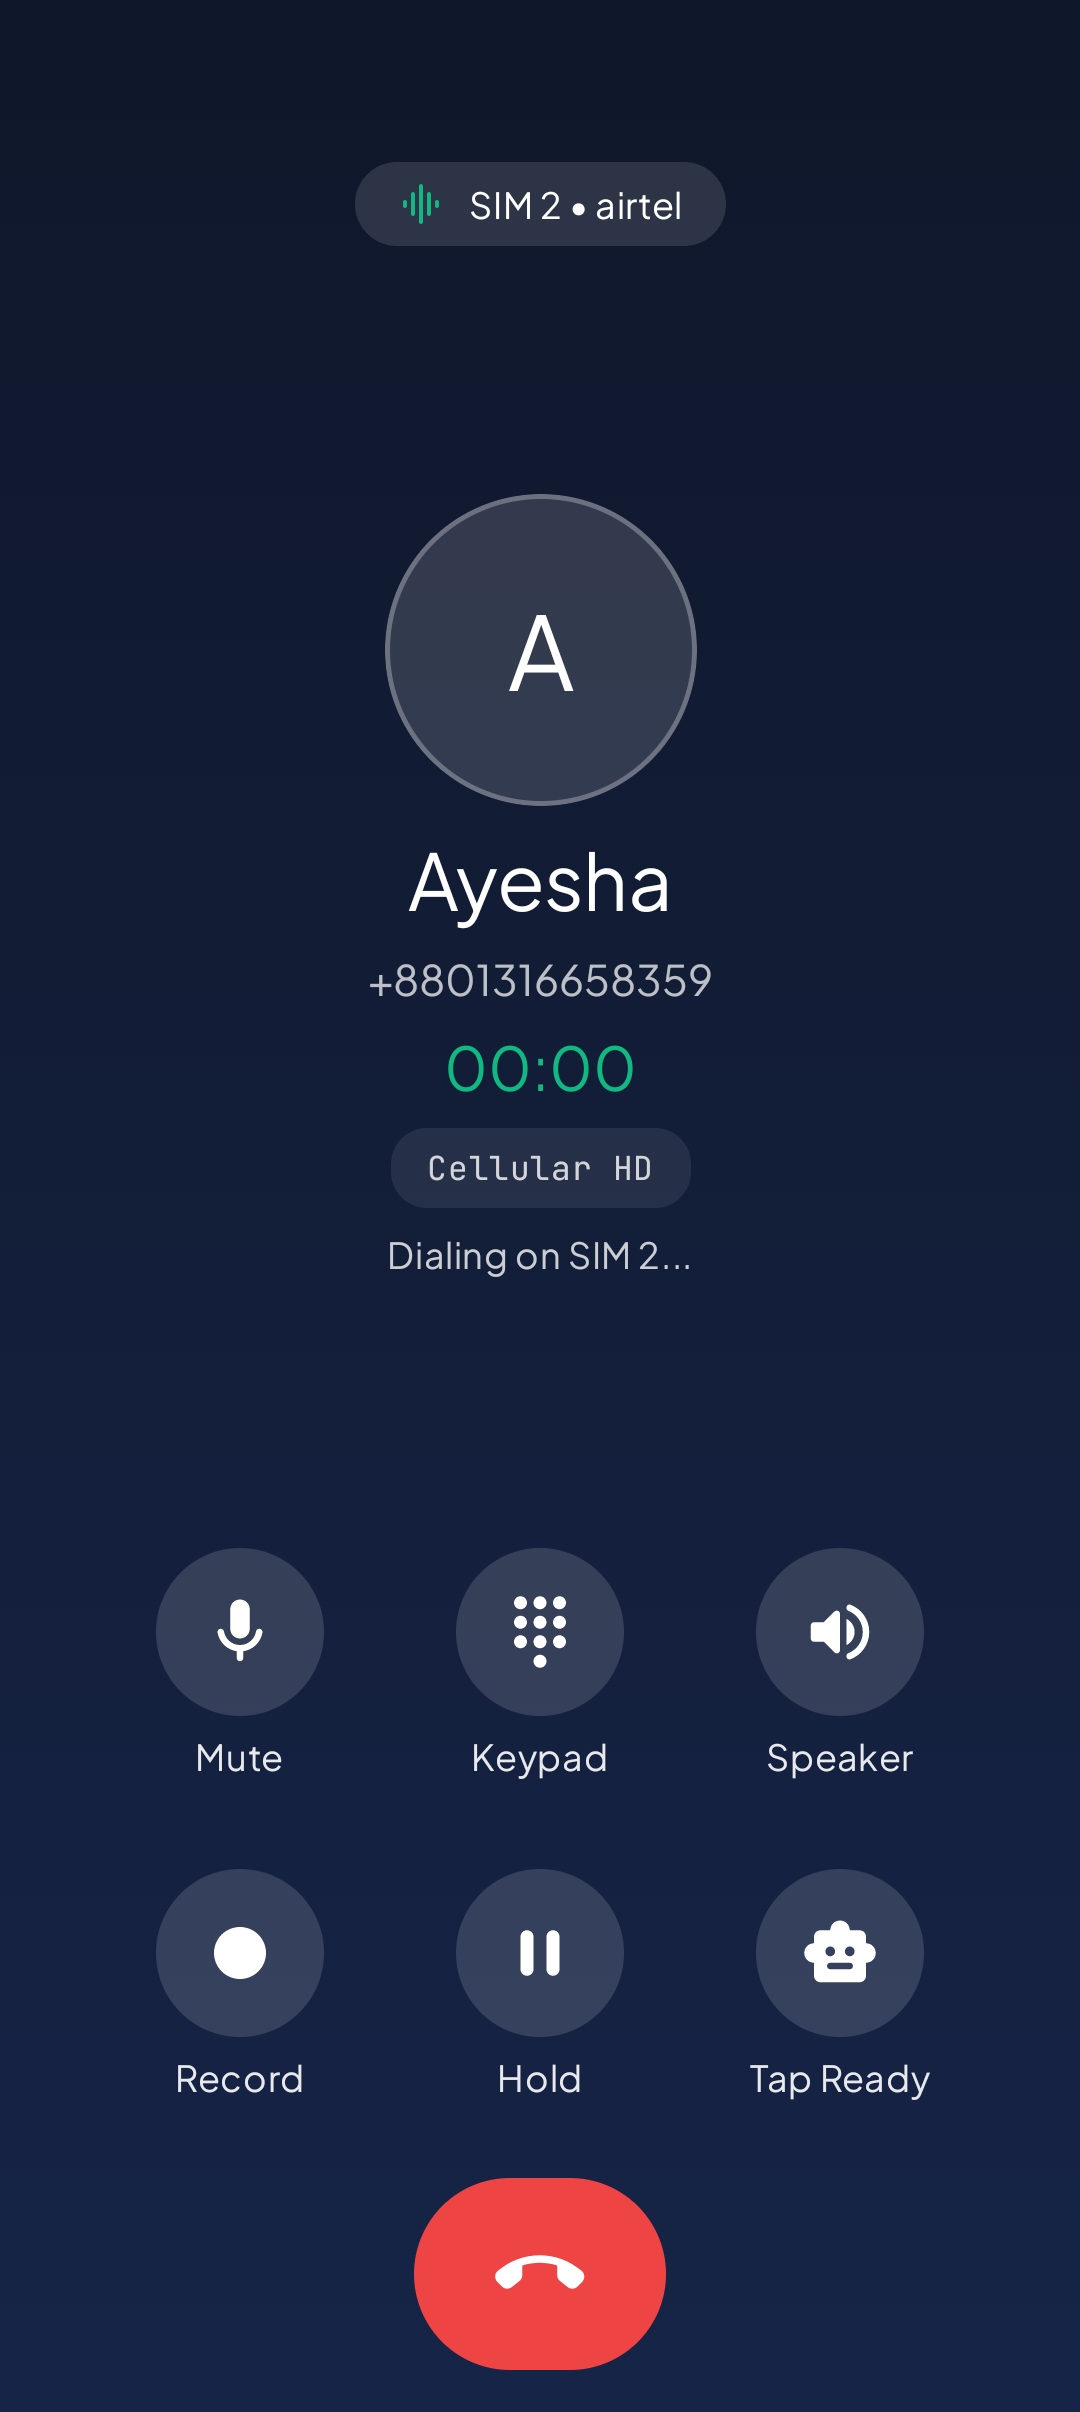 SIM 2 • airtel
A
Ayesha
+8801316658359
00:00
Cellular HD
Dialing on SIM 2...
Mute
Keypad
Speaker
Record
Hold
Tap Ready